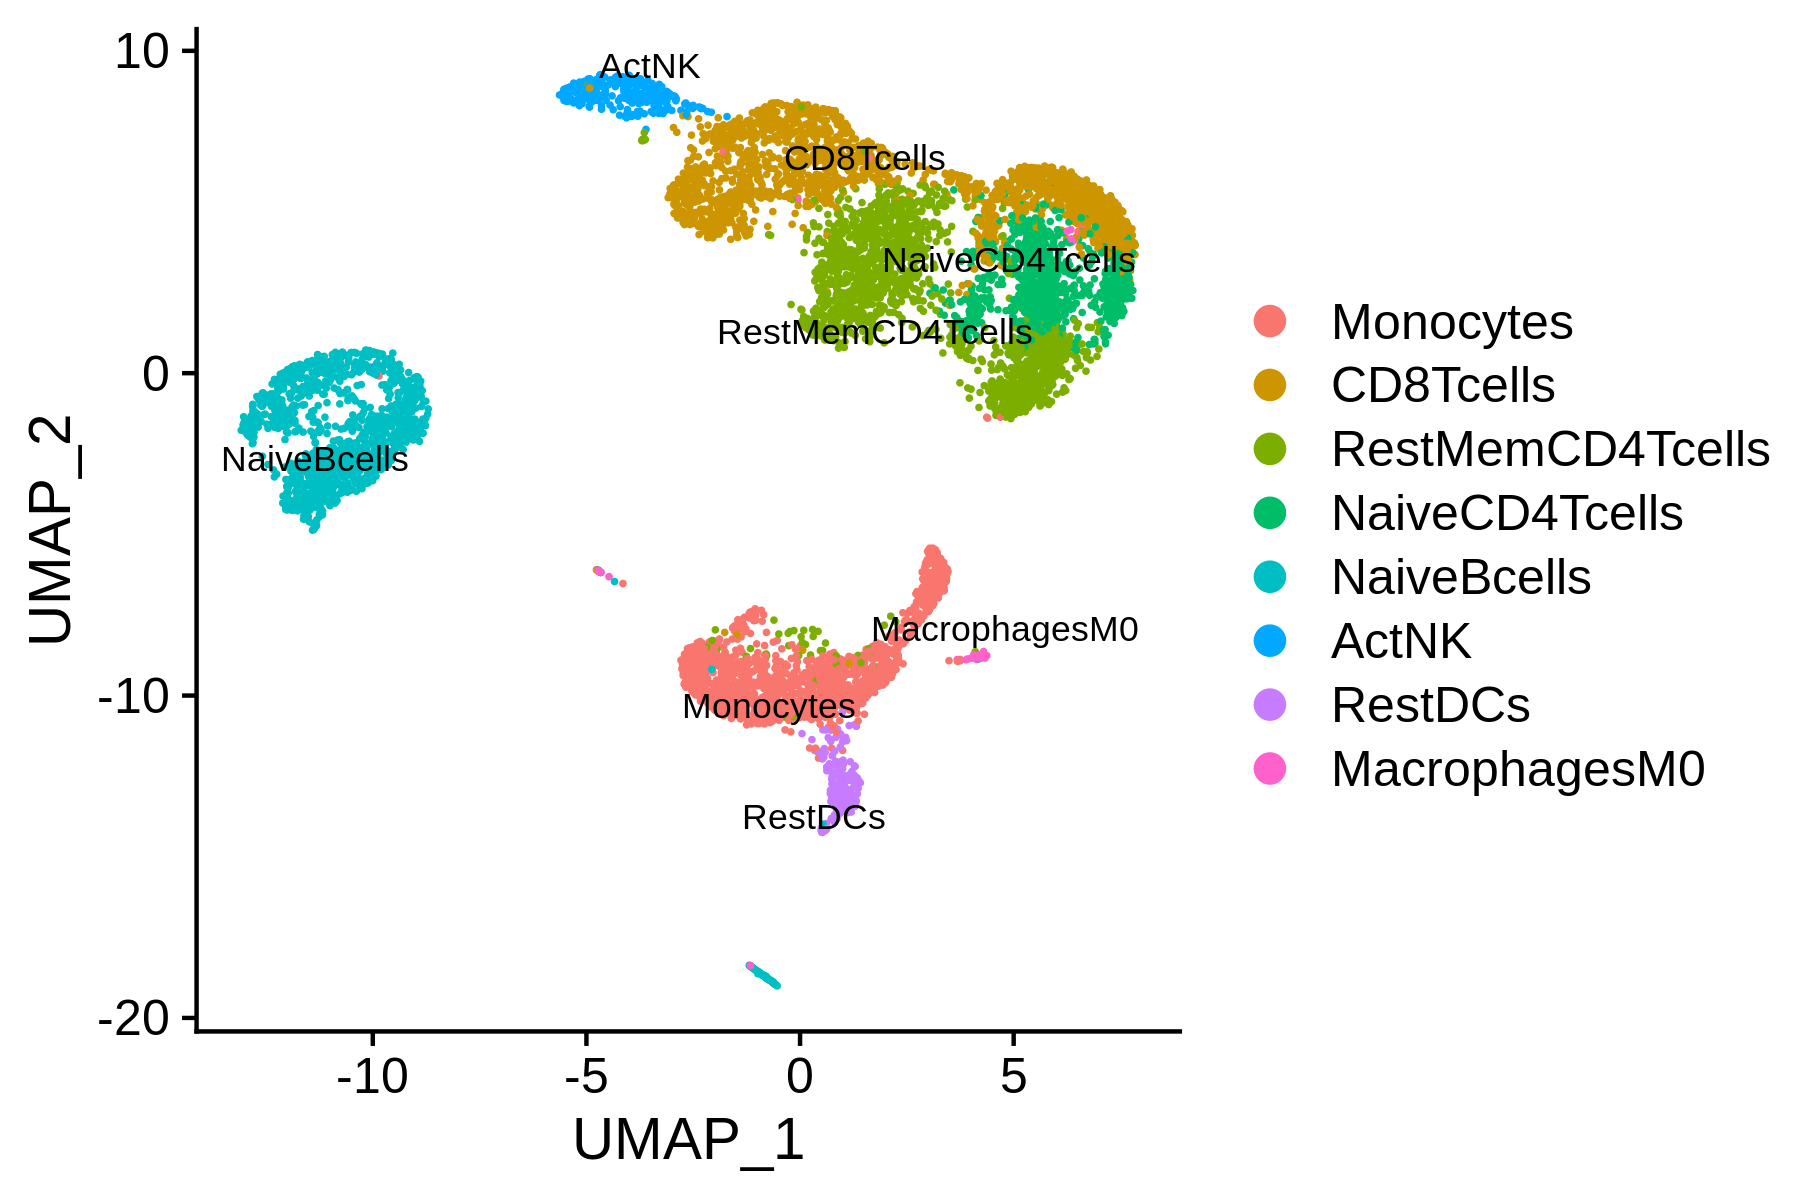 10
0
-10
-20
UMAP_2
-10
-5
0
5
UMAP_1
ActNK
CD8Tcells
NaiveCD4Tcells
RestMemCD4Tcells
NaiveBcells
MacrophagesM0
Monocytes
RestDCs
Monocytes
CD8Tcells
RestMemCD4Tcells
NaiveCD4Tcells
NaiveBcells
ActNK
RestDCs
MacrophagesM0